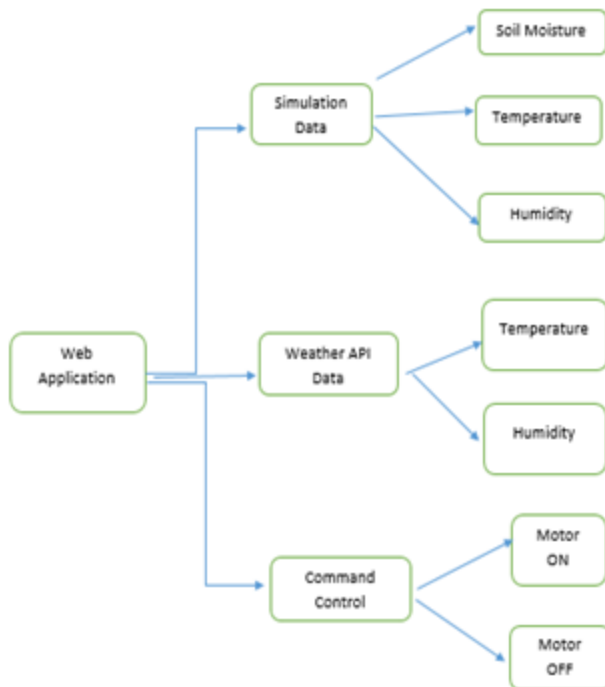 Soil Moisture
Simulation
Data
Temperature
Humidity
Web
Application
Weather API
Data
Temperature
Humidity
Command
Control
Motor
ON
Motor
OFF